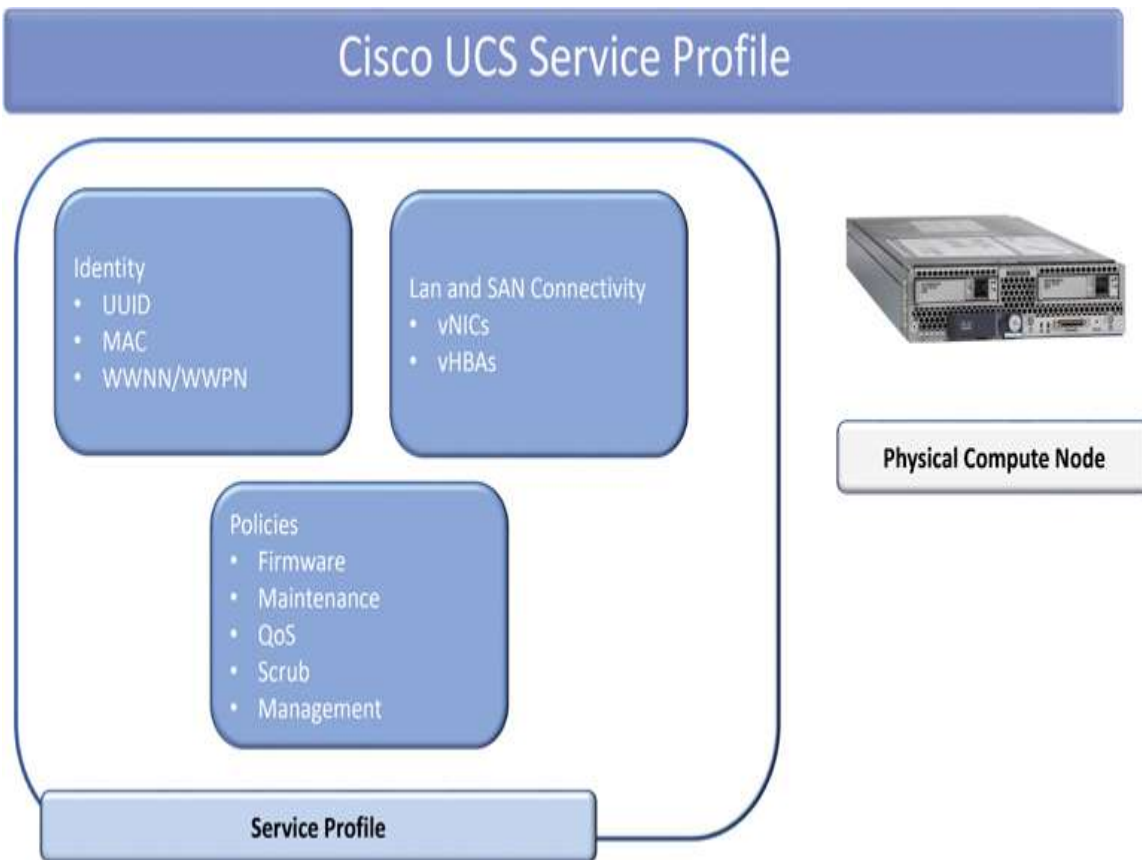 Cisco UCS Service Profile
Identity
• UUID
• MAC
• WWNN/WWPN
Lan and SAN Connectivity
• vNICs
• vHBAs
Policies
• Firmware
• Maintenance
• QoS
• Scrub
• Management
Service Profile
Physical Compute Node